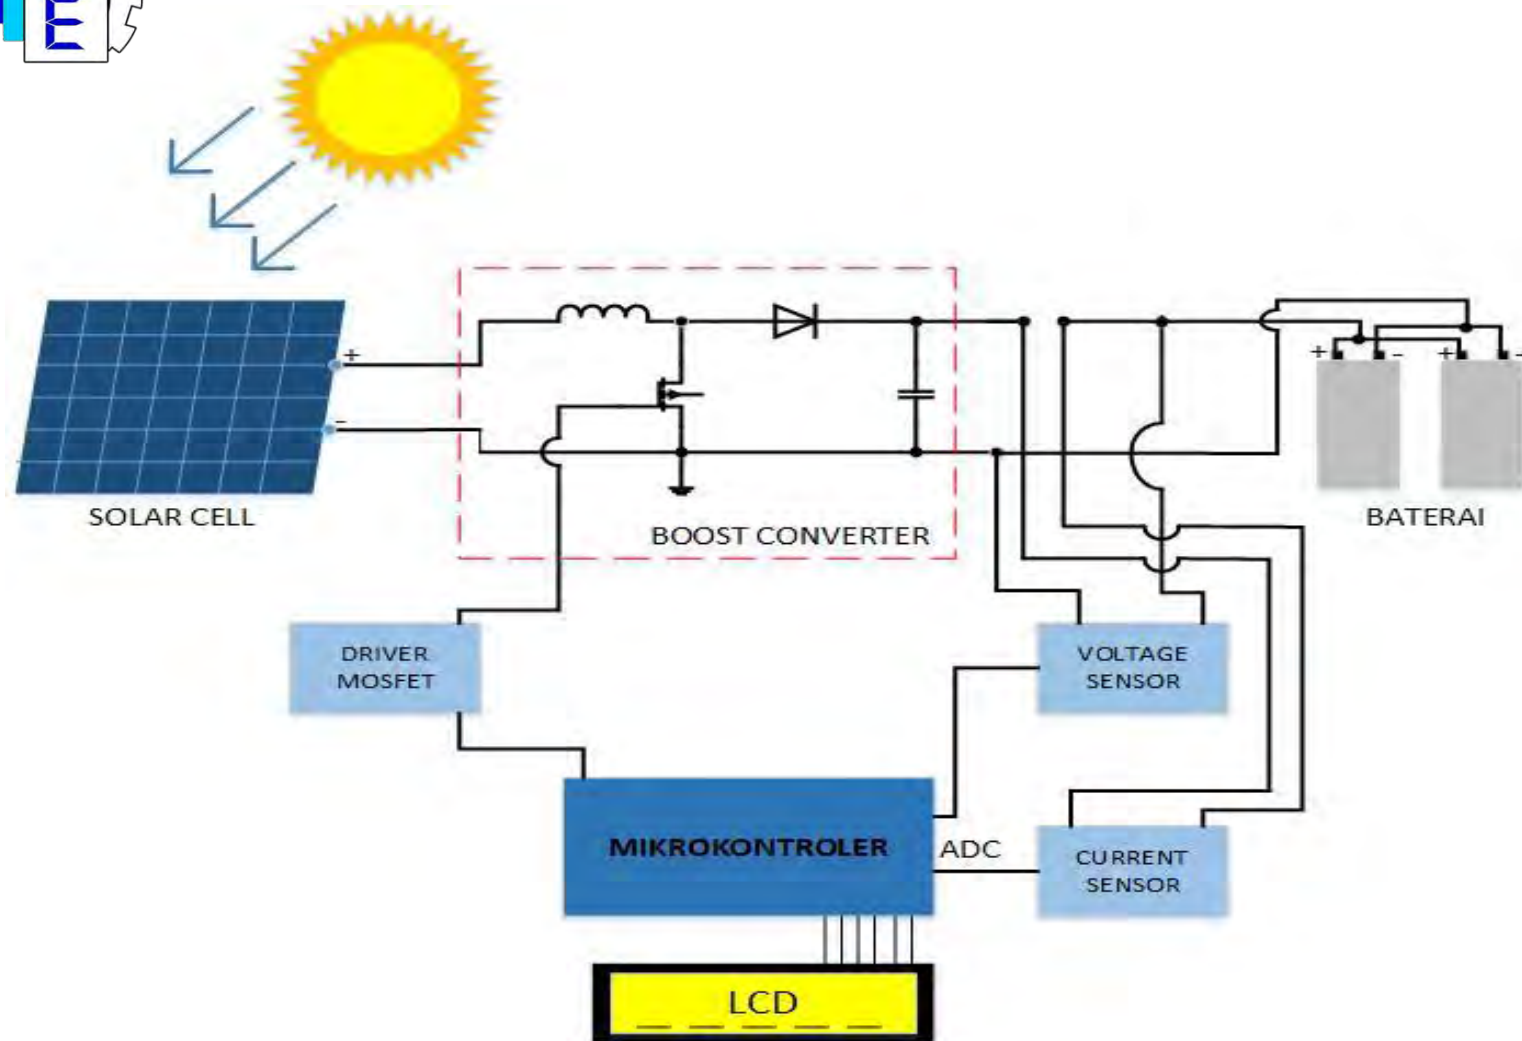 E
+
-
+
-
+
-
SOLAR CELL
BOOST CONVERTER
BATERAI
DRIVER
MOSFET
VOLTAGE
SENSOR
MIKROKONTROLER
ADC
CURRENT
SENSOR
LCD